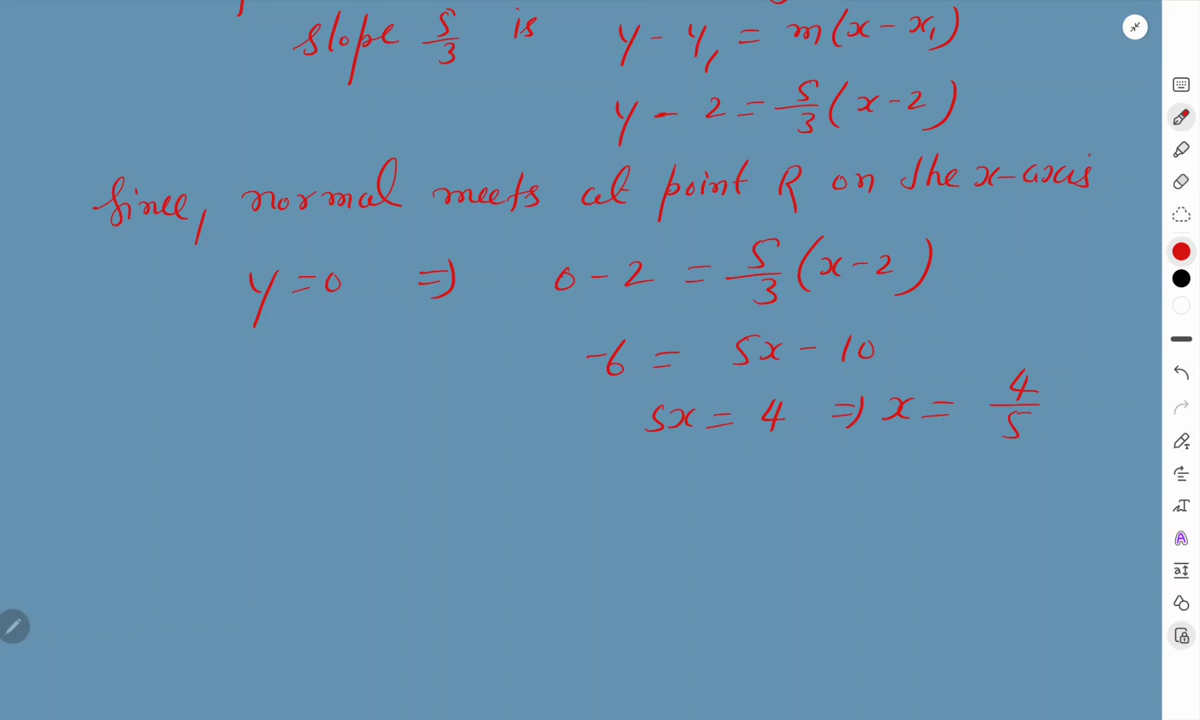 slope 5/3 is y - y₁ = m(x - x₁)
y - 2 = 5/3 (x - 2)
Since, normal meets at point R on the x-axis
y = 0 ⇒ 0 - 2 = 5/3 (x - 2)
-6 = 5x - 10
5x = 4 ⇒ x = 4/5